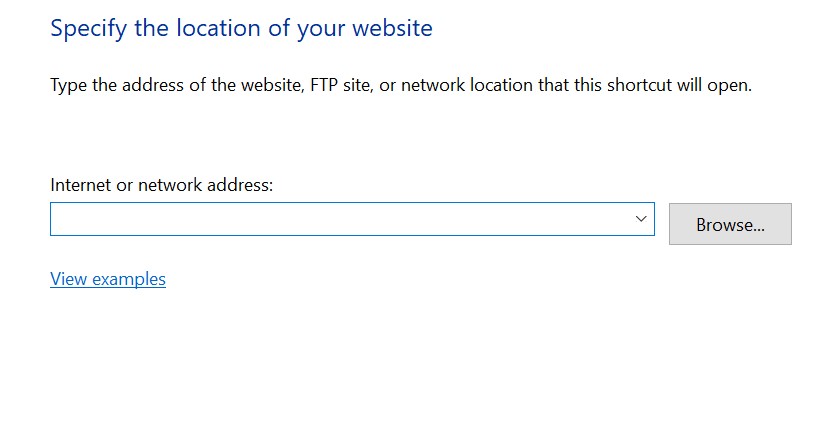 Specify the location of your website
Type the address of the website, FTP site, or network location that this shortcut will open.
Internet or network address:
Browse...
View examples